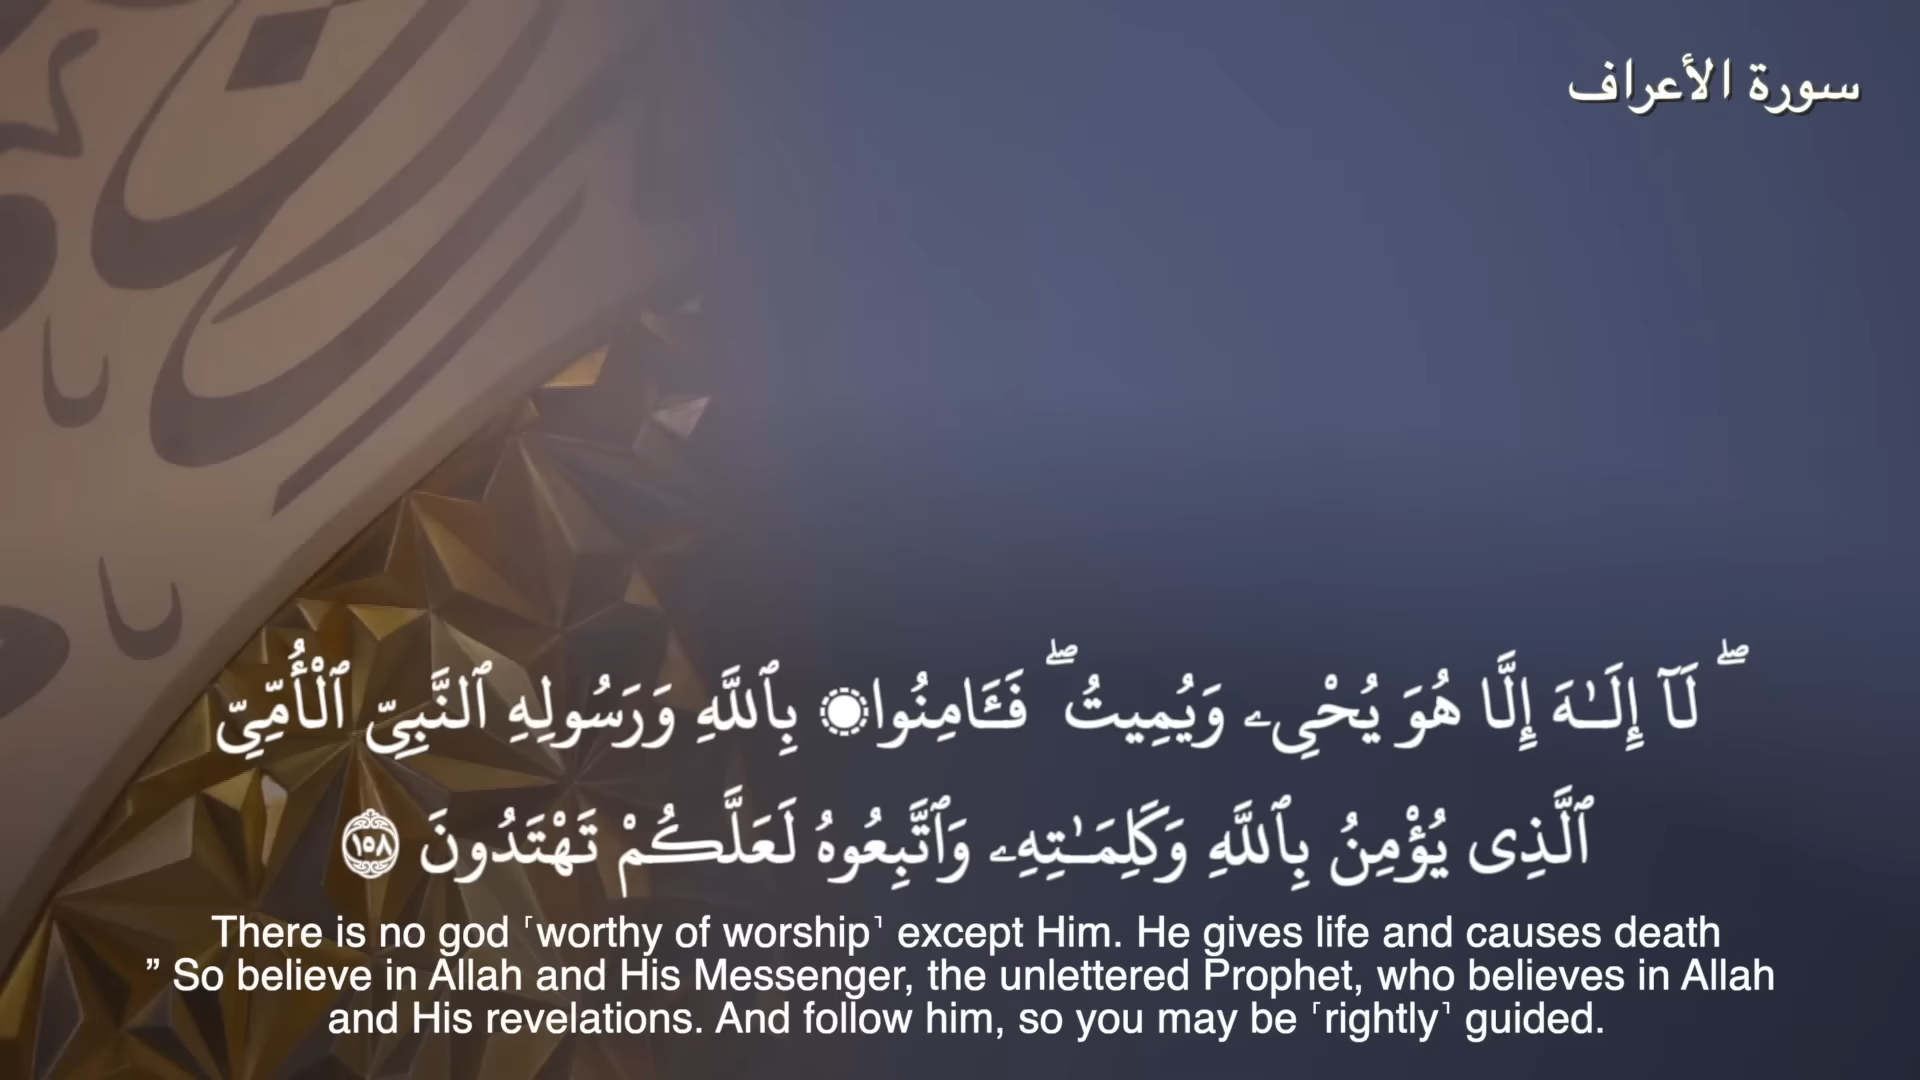 سورة الأعراف
ۖ لَآ إِلَـٰهَ إِلَّا هُوَ يُحْىِۦ وَيُمِيتُ ۖ فَـَٔامِنُوا۟ بِٱللَّهِ وَرَسُولِهِ ٱلنَّبِىِّ ٱلْأُمِّىِّ
ٱلَّذِى يُؤْمِنُ بِٱللَّهِ وَكَلِمَـٰتِهِۦ وَٱتَّبِعُوهُ لَعَلَّكُمْ تَهْتَدُونَ ١٥٨
There is no god ˹worthy of worship˺ except Him. He gives life and causes death
” So believe in Allah and His Messenger, the unlettered Prophet, who believes in Allah
and His revelations. And follow him, so you may be ˹rightly˺ guided.